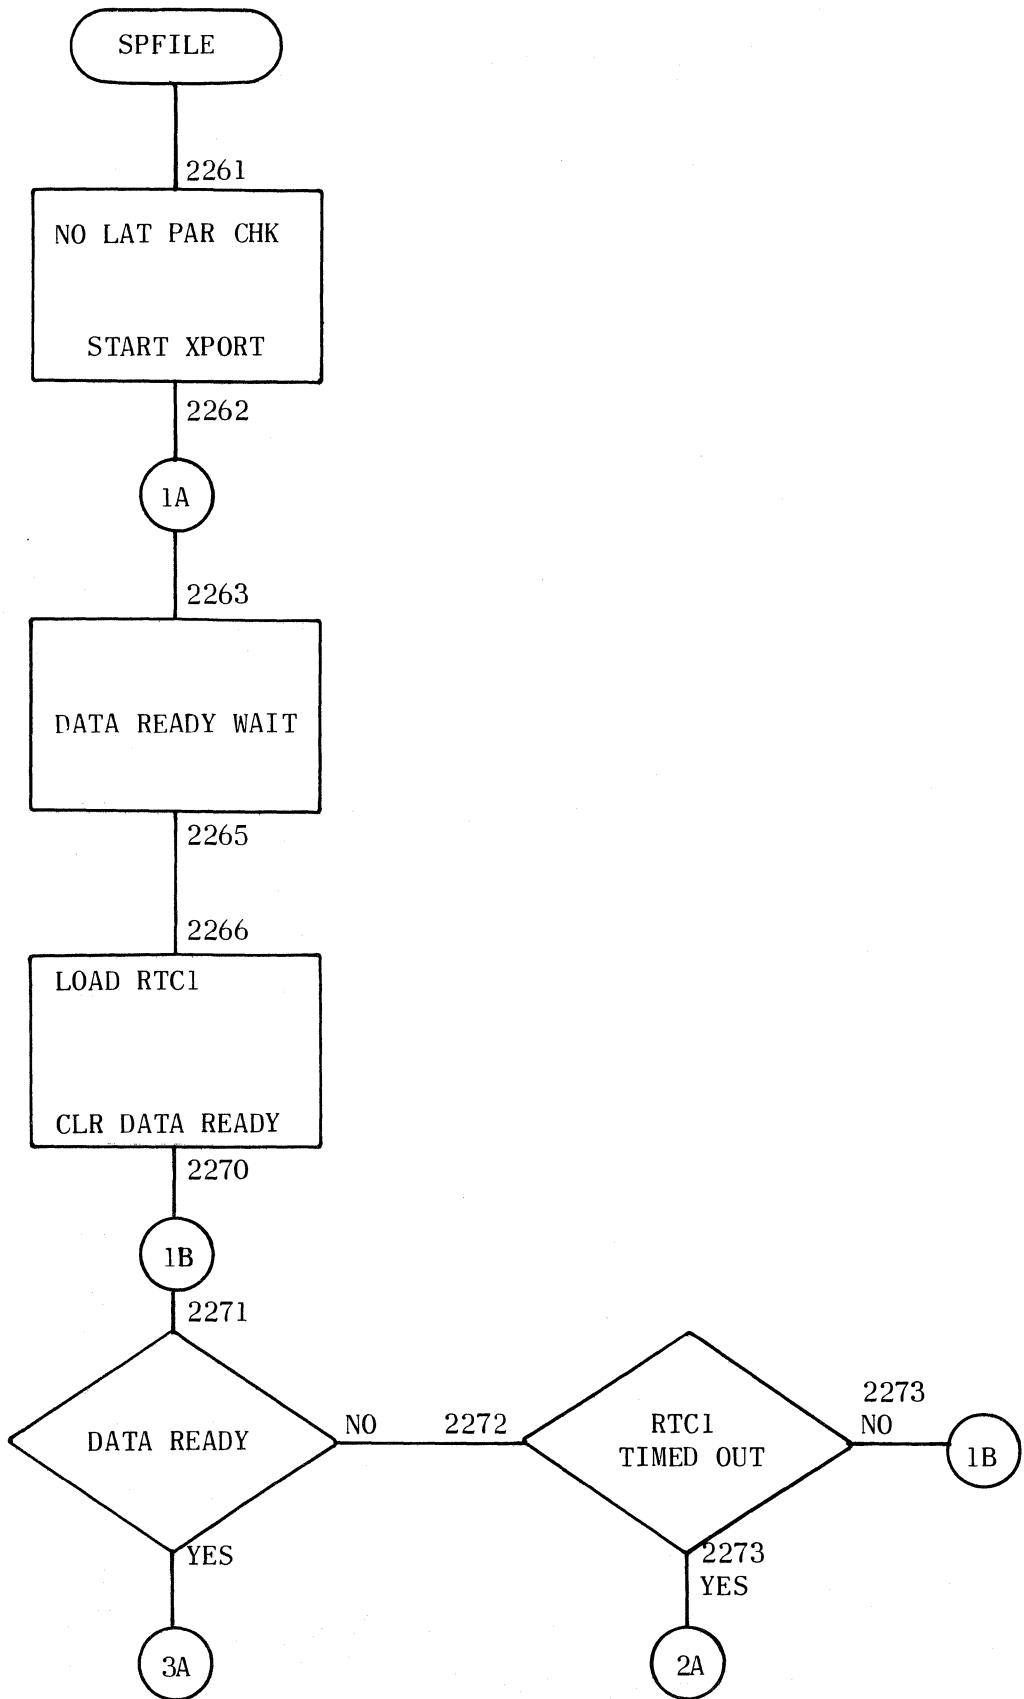 SPFILE
2261
NO LAT PAR CHK
START XPORT
2262
1A
2263
DATA READY WAIT
2265
2266
LOAD RTC1
CLR DATA READY
2270
1B
2271
DATA READY
NO
2272
RTC1
TIMED OUT
2273
NO
1B
YES
2273
YES
3A
2A